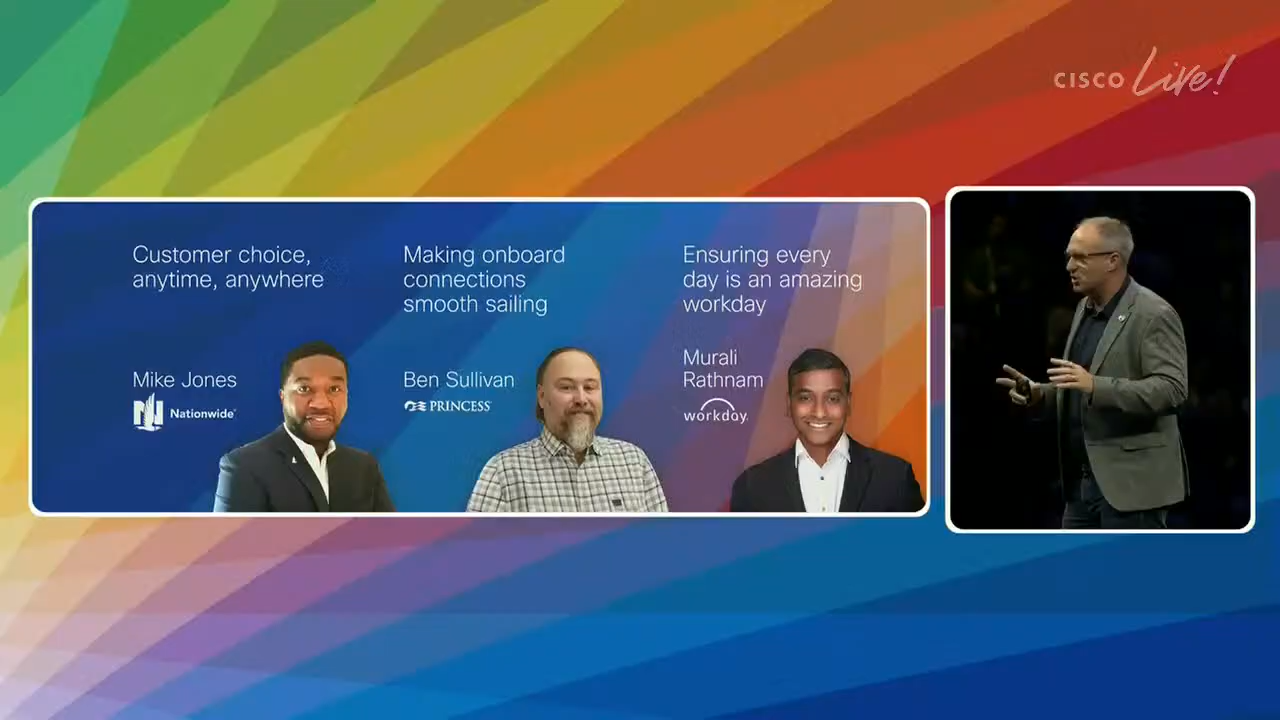 CISCO Live!
Customer choice,
anytime, anywhere
Mike Jones
Nationwide®
Making onboard
connections
smooth sailing
Ben Sullivan
PRINCESS®
Ensuring every
day is an amazing
workday
Murali
Rathnam
workday.